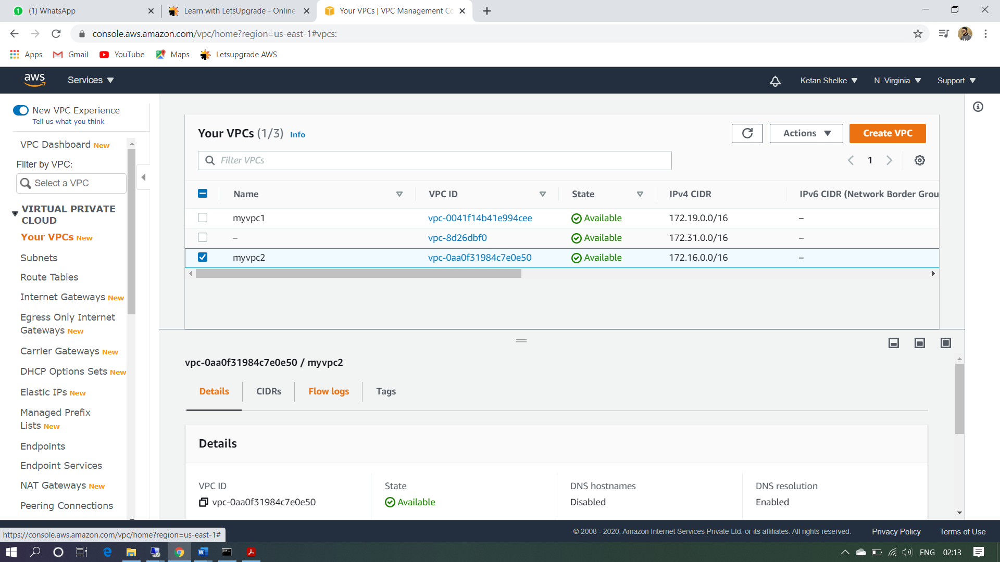 (1) WhatsApp
Learn with LetsUpgrade - Online
Your VPCs | VPC Management Co
console.aws.amazon.com/vpc/home?region=us-east-1#vpcs:
Apps
Gmail
YouTube
Maps
Letsupgrade AWS
aws
Services
Ketan Shelke
N. Virginia
Support
New VPC Experience
Tell us what you think
VPC Dashboard New
Filter by VPC:
Select a VPC
VIRTUAL PRIVATE
CLOUD
Your VPCs New
Subnets
Route Tables
Internet Gateways New
Egress Only Internet
Gateways New
Carrier Gateways New
DHCP Options Sets New
Elastic IPs New
Managed Prefix
Lists New
Endpoints
Endpoint Services
NAT Gateways New
Peering Connections
Your VPCs (1/3) Info
Actions
Create VPC
Filter VPCs
1
Name VPC ID State IPv4 CIDR IPv6 CIDR (Network Border Grou
myvpc1 vpc-0041f14b41e994cee Available 172.19.0.0/16 –
– vpc-8d26dbf0 Available 172.31.0.0/16 –
myvpc2 vpc-0aa0f31984c7e0e50 Available 172.16.0.0/16 –
vpc-0aa0f31984c7e0e50 / myvpc2
Details CIDRs Flow logs Tags
Details
VPC ID State DNS hostnames DNS resolution
vpc-0aa0f31984c7e0e50 Available Disabled Enabled
https://console.aws.amazon.com/vpc/home?region=us-east-1#
© 2008 - 2020, Amazon Internet Services Private Ltd. or its affiliates. All rights reserved. Privacy Policy Terms of Use
ENG 02:13